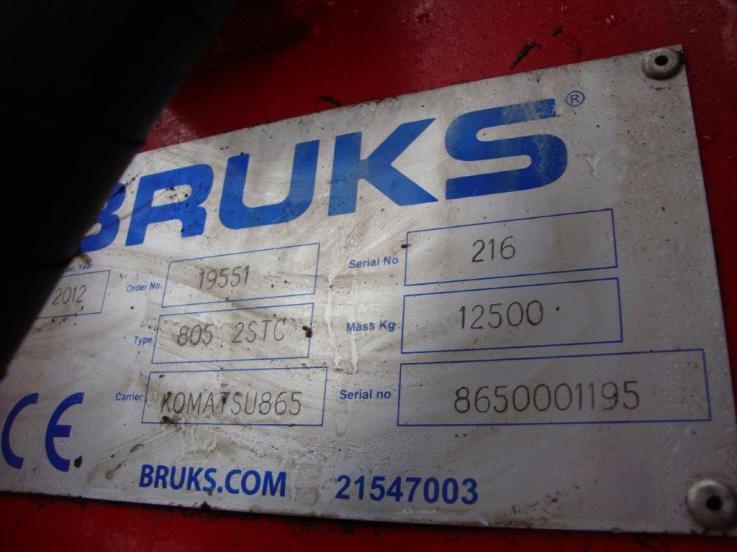 BRUKS®
Year
2012
Order No. 19551 Serial No 216
Type 805 2STC Mass Kg 12500
Carrier KOMATSU865 Serial no 8650001195
CE
BRUKS.COM 21547003